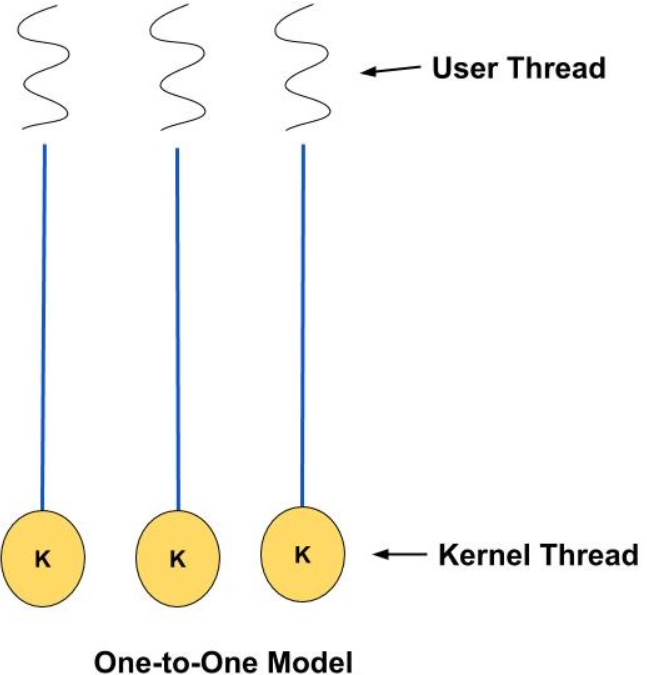 User Thread
K
K
K
Kernel Thread
One-to-One Model